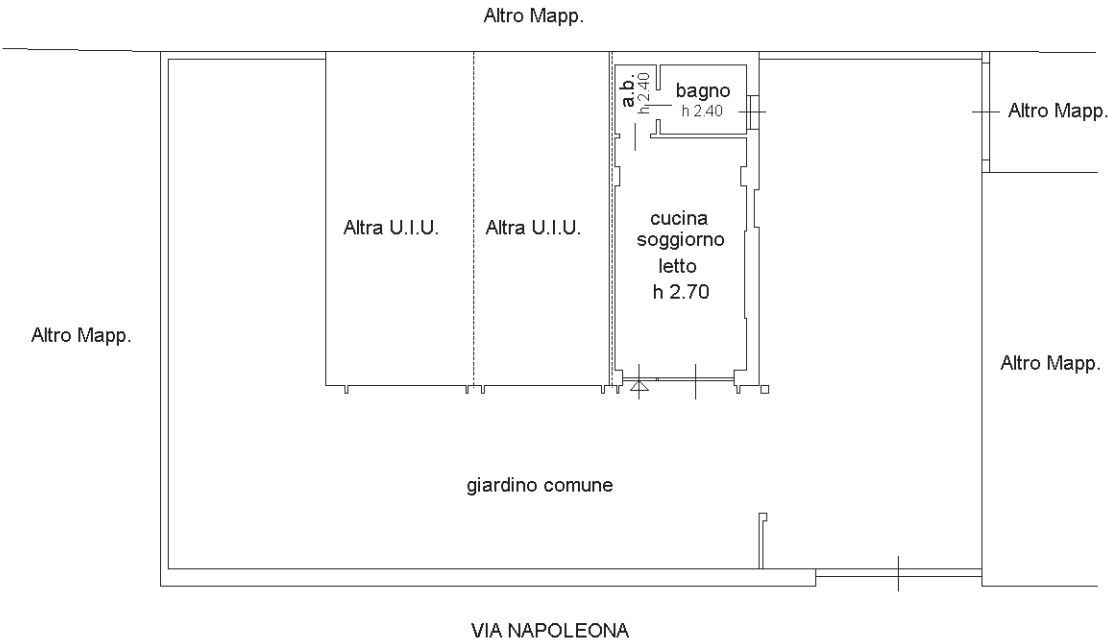 Altro Mapp.
a.b.
h 2.40
bagno
h 2.40
Altro Mapp.
Altra U.I.U.
Altra U.I.U.
cucina
soggiorno
letto
h 2.70
Altro Mapp.
Altro Mapp.
giardino comune
VIA NAPOLEONA